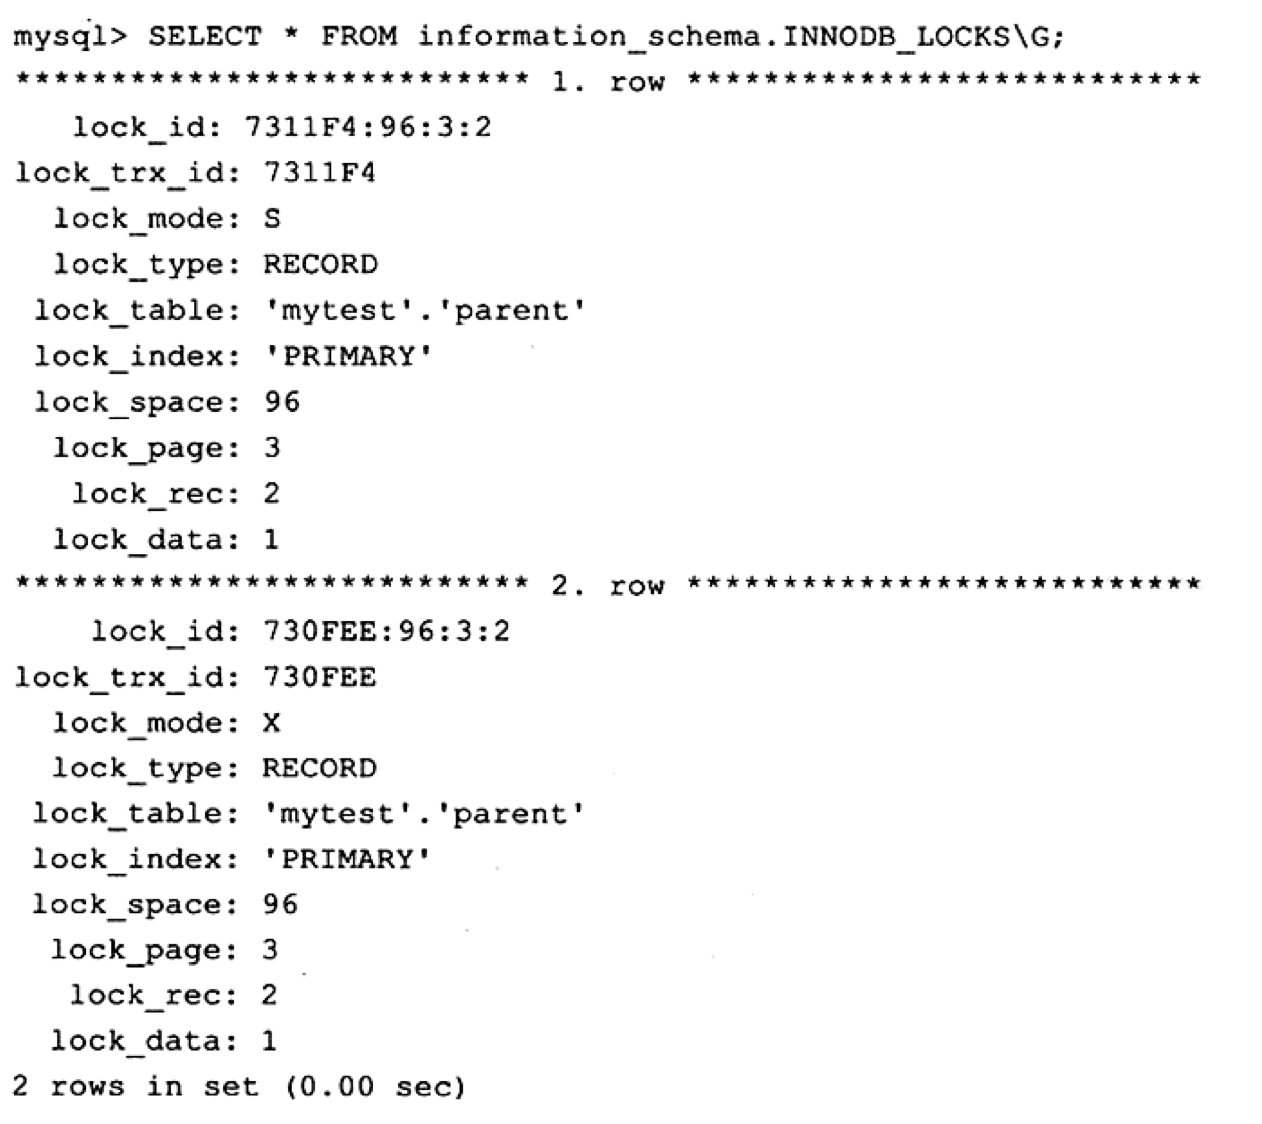 mysql> SELECT * FROM information_schema.INNODB_LOCKS\G;
*************************** 1. row ***************************
lock_id: 7311F4:96:3:2
lock_trx_id: 7311F4
lock_mode: S
lock_type: RECORD
lock_table: 'mytest'.'parent'
lock_index: 'PRIMARY'
lock_space: 96
lock_page: 3
lock_rec: 2
lock_data: 1
*************************** 2. row ***************************
lock_id: 730FEE:96:3:2
lock_trx_id: 730FEE
lock_mode: X
lock_type: RECORD
lock_table: 'mytest'.'parent'
lock_index: 'PRIMARY'
lock_space: 96
lock_page: 3
lock_rec: 2
lock_data: 1
2 rows in set (0.00 sec)